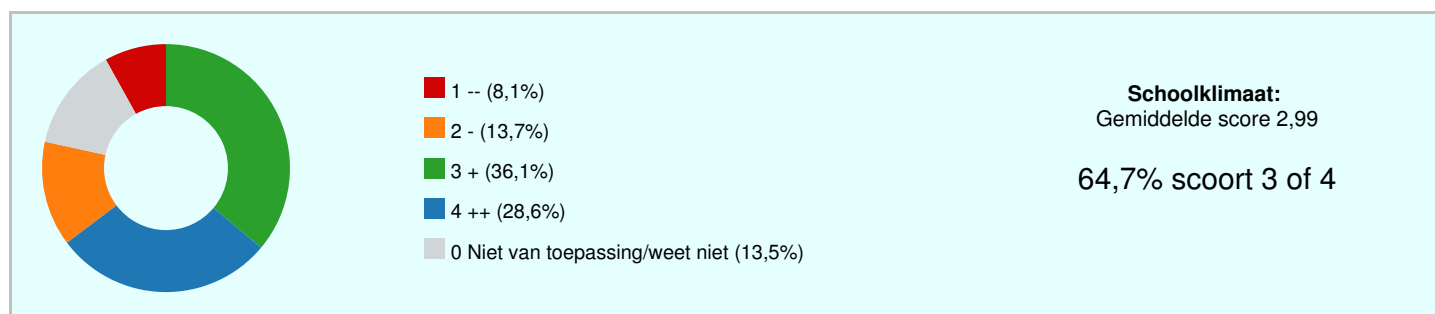 1 -- (8,1%)
2 - (13,7%)
3 + (36,1%)
4 ++ (28,6%)
0 Niet van toepassing/weet niet (13,5%)
Schoolklimaat:
Gemiddelde score 2,99
64,7% scoort 3 of 4